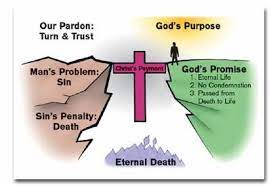 Our Pardon:
Turn & Trust
God's Purpose
Man's Problem:
Sin
Christ's Payment
God's Promise
1. Eternal Life
2. No Condemnation
3. Passed from
Death to Life
Sin's Penalty:
Death
Eternal Death